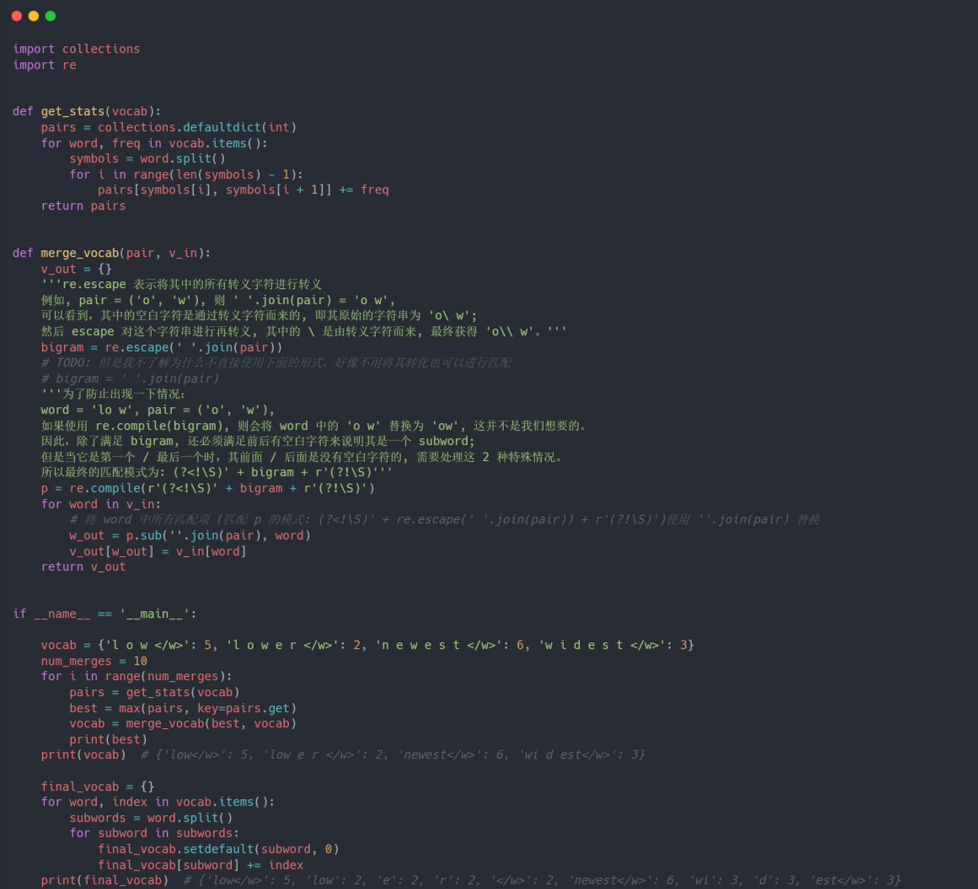 import collections
import re
def get_stats(vocab):
    pairs = collections.defaultdict(int)
    for word, freq in vocab.items():
        symbols = word.split()
        for i in range(len(symbols) - 1):
            pairs[symbols[i], symbols[i + 1]] += freq
    return pairs
def merge_vocab(pair, v_in):
    v_out = {}
    '''re.escape 表示将其中的所有转义字符进行转义
    例如, pair = ('o', 'w'), 则 ' '.join(pair) = 'o w',
    可以看到, 其中的空白字符是通过转义字符而来的, 即其原始的字符串为 'o\ w';
    然后 escape 对这个字符串进行再转义, 其中的 \ 是由转义字符而来, 最终获得 'o\\ w'。'''
    bigram = re.escape(' '.join(pair))
    # TODO: 但是我不了解为什么不直接使用下面的形式，好像不用将其转化也可以进行匹配
    # bigram = ' '.join(pair)
    '''为了防止出现一下情况:
    word = 'lo w', pair = ('o', 'w'),
    如果使用 re.compile(bigram), 则会将 word 中的 'o w' 替换为 'ow', 这并不是我们想要的。
    因此，除了满足 bigram, 还必须满足前后有空白字符来说明其是一个 subword;
    但是当它是第一个 / 最后一个时，其前面 / 后面是没有空白字符的, 需要处理这 2 种特殊情况。
    所以最终的匹配模式为: (?<!\S)' + bigram + r'(?!\S)'''
    p = re.compile(r'(?<!\S)' + bigram + r'(?!\S)')
    for word in v_in:
        # 将 word 中所有匹配项 (匹配 p 的模式: (?<!\S)' + re.escape(' '.join(pair)) + r'(?!\S)')使用 ''.join(pair) 替换
        w_out = p.sub(''.join(pair), word)
        v_out[w_out] = v_in[word]
    return v_out
if __name__ == '__main__':
    vocab = {'l o w </w>': 5, 'l o w e r </w>': 2, 'n e w e s t </w>': 6, 'w i d e s t </w>': 3}
    num_merges = 10
    for i in range(num_merges):
        pairs = get_stats(vocab)
        best = max(pairs, key=pairs.get)
        vocab = merge_vocab(best, vocab)
        print(best)
    print(vocab)  # {'low</w>': 5, 'low e r </w>': 2, 'newest</w>': 6, 'wi d est</w>': 3}
    final_vocab = {}
    for word, index in vocab.items():
        subwords = word.split()
        for subword in subwords:
            final_vocab.setdefault(subword, 0)
            final_vocab[subword] += index
    print(final_vocab)  # {'low</w>': 5, 'low': 2, 'e': 2, 'r': 2, '</w>': 2, 'newest</w>': 6, 'wi': 3, 'd': 3, 'est</w>': 3}